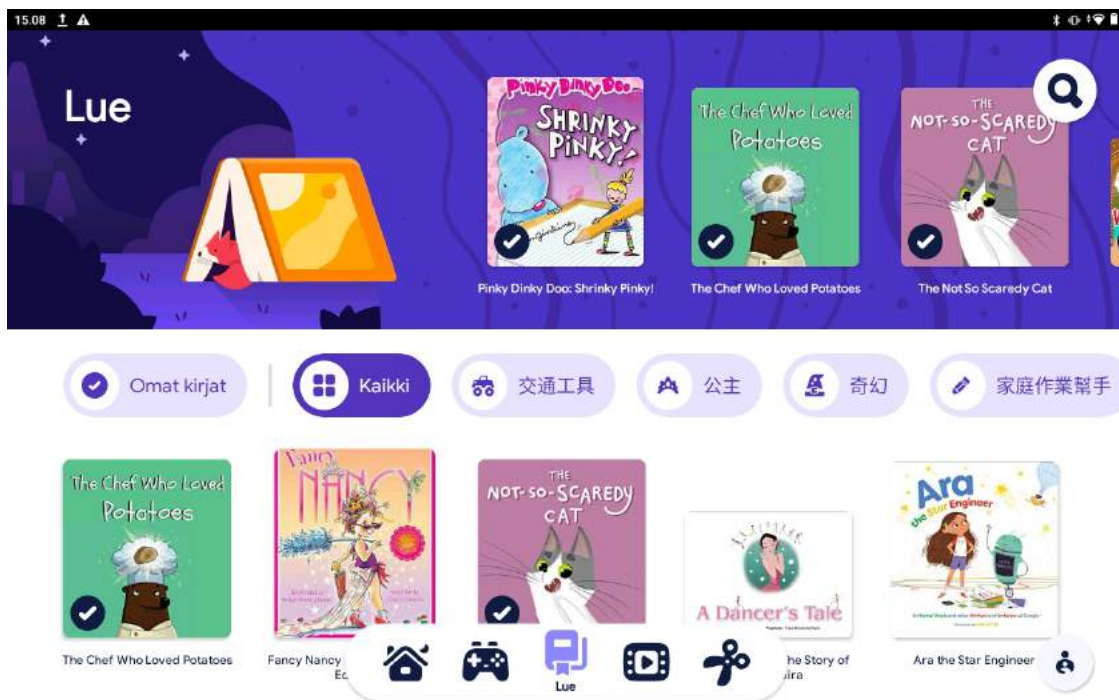 15.08
Lue
Pinky Dinky Doo
SHRINKY
PINKY!
The Chef Who Loved
Potatoes
THE
NOT-SO-SCAREDY
CAT
Pinky Dinky Doo: Shrinky Pinky!
The Chef Who Loved Potatoes
The Not So Scaredy Cat
Omat kirjat
Kaikki
交通工具
公主
奇幻
家庭作業幫手
The Chef Who Loved
Potatoes
Fancy
NANCY
THE
NOT-SO-SCAREDY
CAT
A Dancer's Tale
Ara
the Star Engineer
The Chef Who Loved Potatoes
Fancy Nancy
he Story of
Ara the Star Engineer
Lue